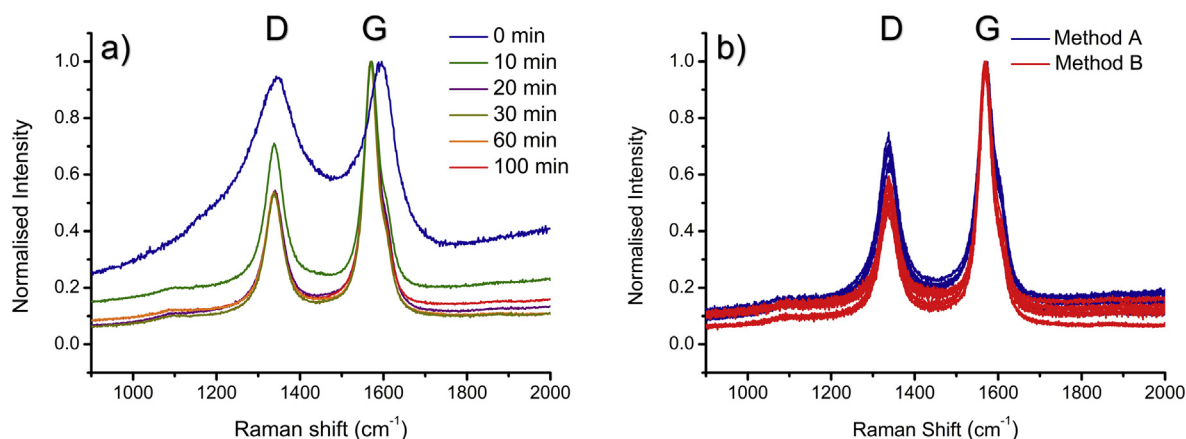 a)
D
G
0 min
10 min
20 min
30 min
60 min
100 min
Normalised Intensity
1.0
0.8
0.6
0.4
0.2
0.0
1000 1200 1400 1600 1800 2000
Raman shift (cm⁻¹)
b)
D
G
Method A
Method B
Normalised Intensity
1.0
0.8
0.6
0.4
0.2
0.0
1000 1200 1400 1600 1800 2000
Raman Shift (cm⁻¹)